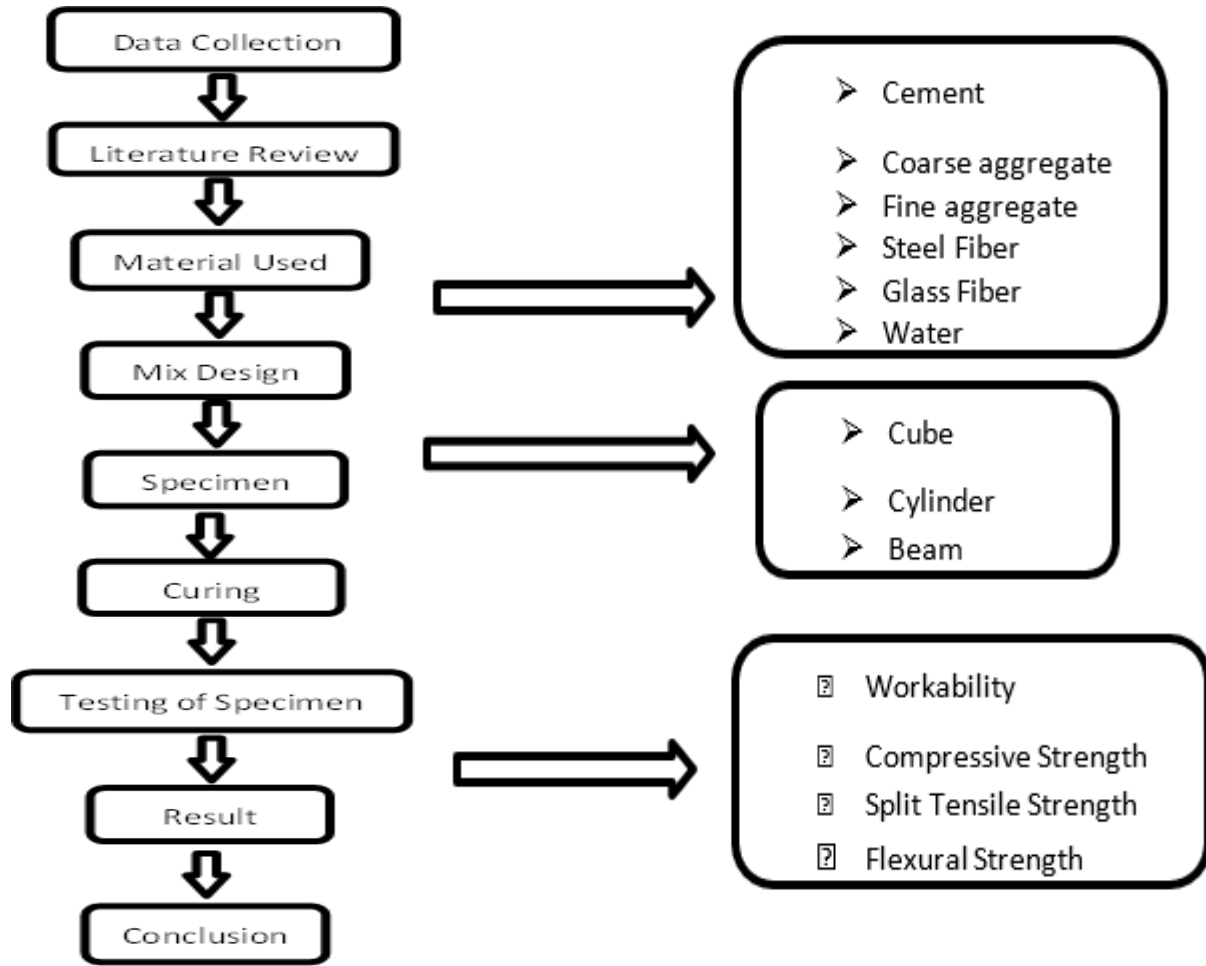 Data Collection
Literature Review
Material Used
Mix Design
Specimen
Curing
Testing of Specimen
Result
Conclusion
➢ Cement
➢ Coarse aggregate
➢ Fine aggregate
➢ Steel Fiber
➢ Glass Fiber
➢ Water
➢ Cube
➢ Cylinder
➢ Beam
⍰ Workability
⍰ Compressive Strength
⍰ Split Tensile Strength
⍰ Flexural Strength